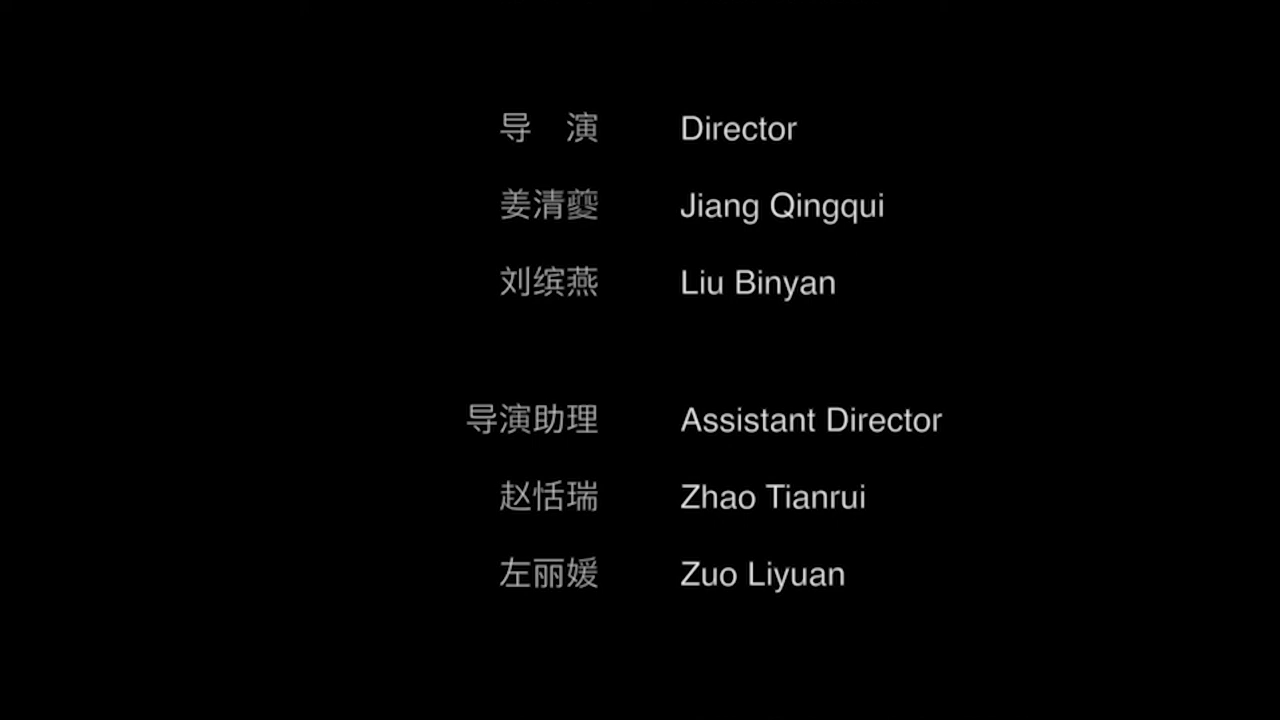 导 演 Director
姜清夔 Jiang Qingqui
刘缤燕 Liu Binyan
导演助理 Assistant Director
赵恬瑞 Zhao Tianrui
左丽媛 Zuo Liyuan